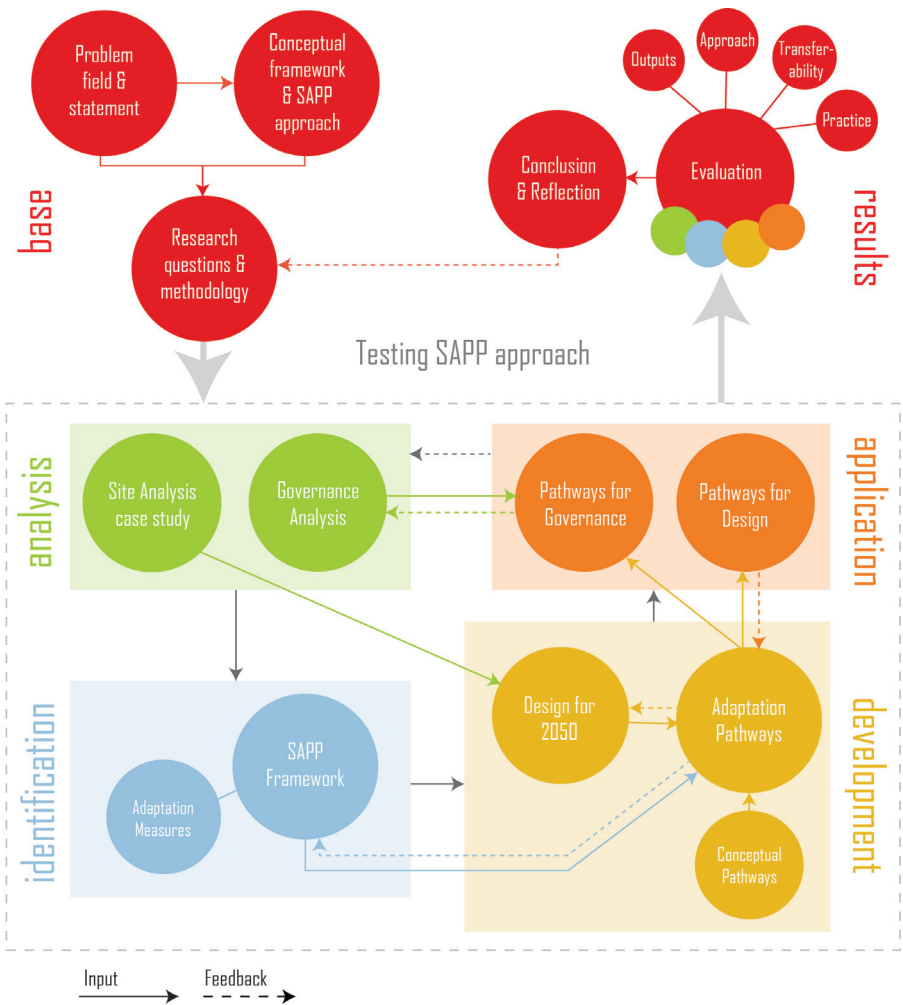 Problem
field &
statement
Conceptual
framework
& SAPP
approach
Research
questions &
methodology
base
Outputs
Approach
Transfer-
ability
Practice
Evaluation
Conclusion
& Reflection
results
Testing SAPP approach
analysis
Site Analysis
case study
Governance
Analysis
Pathways for
Governance
Pathways for
Design
application
identification
Adaptation
Measures
SAPP
Framework
Design for
2050
Adaptation
Pathways
Conceptual
Pathways
development
Input
Feedback